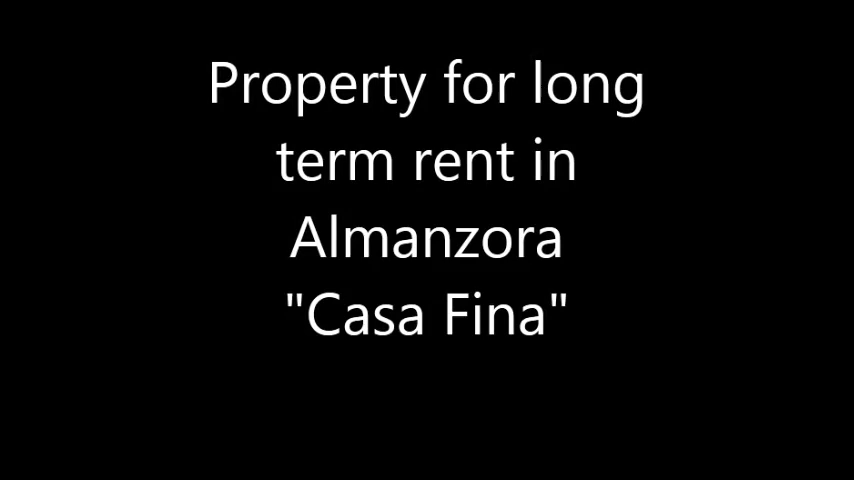 Property for long
term rent in
Almanzora
"Casa Fina"